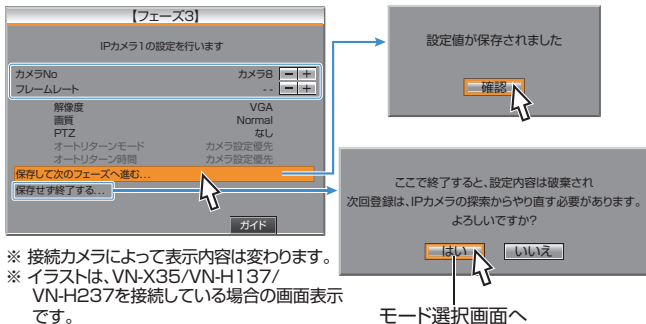 【フェーズ3】
IPカメラ1の設定を行います
カメラNo カメラ8 － ＋
フレームレート - - － ＋
解像度 VGA
画質 Normal
PTZ なし
オートリターンモード カメラ設定優先
オートリターン時間 カメラ設定優先
保存して次のフェーズへ進む...
保存せず終了する...
ガイド
設定値が保存されました
確認
ここで終了すると、設定内容は破棄され
次回登録は、IPカメラの探索からやり直す必要があります。
よろしいですか?
はい いいえ
モード選択画面へ
※ 接続カメラによって表示内容は変わります。
※ イラストは、VN-X35/VN-H137/
VN-H237を接続している場合の画面表示
です。